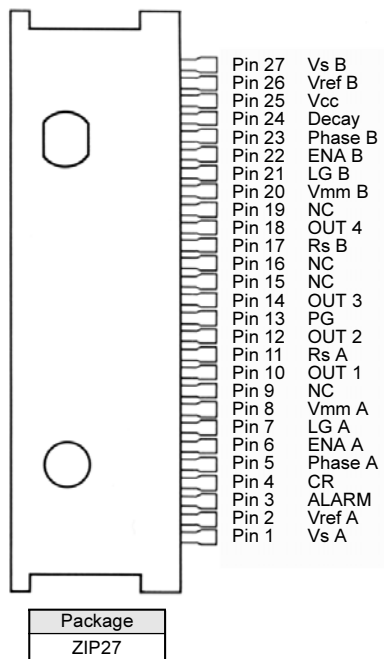 Pin 27 Vs B
Pin 26 Vref B
Pin 25 Vcc
Pin 24 Decay
Pin 23 Phase B
Pin 22 ENA B
Pin 21 LG B
Pin 20 Vmm B
Pin 19 NC
Pin 18 OUT 4
Pin 17 Rs B
Pin 16 NC
Pin 15 NC
Pin 14 OUT 3
Pin 13 PG
Pin 12 OUT 2
Pin 11 Rs A
Pin 10 OUT 1
Pin 9 NC
Pin 8 Vmm A
Pin 7 LG A
Pin 6 ENA A
Pin 5 Phase A
Pin 4 CR
Pin 3 ALARM
Pin 2 Vref A
Pin 1 Vs A
Package
ZIP27